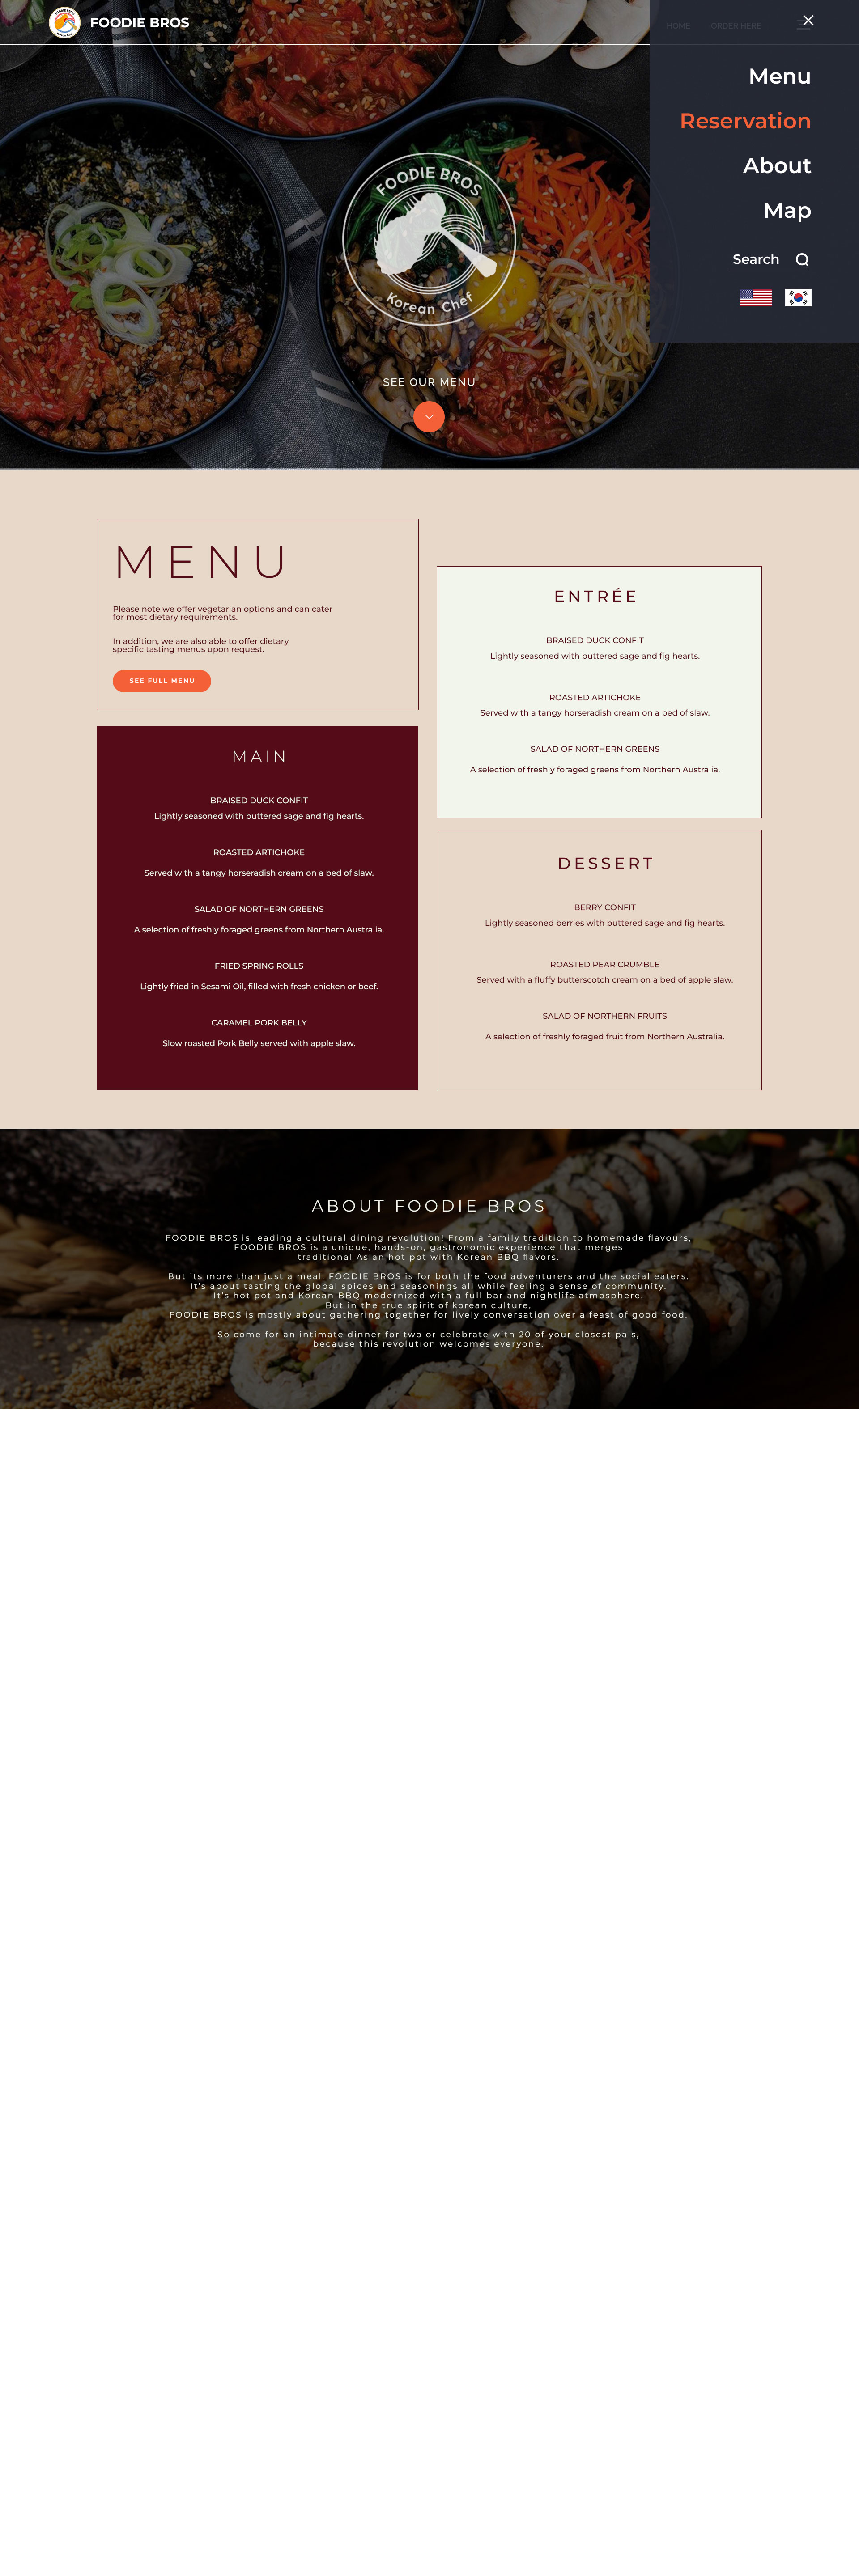 FOODIE BROS
HOME ORDER HERE
Menu
Reservation
About
Map
Search
FOODIE BROS
Korean Chef
SEE OUR MENU
MENU
Please note we offer vegetarian options and can cater
for most dietary requirements.
In addition, we are also able to offer dietary
specific tasting menus upon request.
SEE FULL MENU
MAIN
BRAISED DUCK CONFIT
Lightly seasoned with buttered sage and fig hearts.
ROASTED ARTICHOKE
Served with a tangy horseradish cream on a bed of slaw.
SALAD OF NORTHERN GREENS
A selection of freshly foraged greens from Northern Australia.
FRIED SPRING ROLLS
Lightly fried in Sesami Oil, filled with fresh chicken or beef.
CARAMEL PORK BELLY
Slow roasted Pork Belly served with apple slaw.
ENTRÉE
BRAISED DUCK CONFIT
Lightly seasoned with buttered sage and fig hearts.
ROASTED ARTICHOKE
Served with a tangy horseradish cream on a bed of slaw.
SALAD OF NORTHERN GREENS
A selection of freshly foraged greens from Northern Australia.
DESSERT
BERRY CONFIT
Lightly seasoned berries with buttered sage and fig hearts.
ROASTED PEAR CRUMBLE
Served with a fluffy butterscotch cream on a bed of apple slaw.
SALAD OF NORTHERN FRUITS
A selection of freshly foraged fruit from Northern Australia.
ABOUT FOODIE BROS
FOODIE BROS is leading a cultural dining revolution! From a family tradition to homemade flavours,
FOODIE BROS is a unique, hands-on, gastronomic experience that merges
traditional Asian hot pot with Korean BBQ flavors.
But its more than just a meal. FOODIE BROS is for both the food adventurers and the social eaters.
It's about tasting the global spices and seasonings all while feeling a sense of community.
It's hot pot and Korean BBQ modernized with a full bar and nightlife atmosphere.
But in the true spirit of korean culture,
FOODIE BROS is mostly about gathering together for lively conversation over a feast of good food.
So come for an intimate dinner for two or celebrate with 20 of your closest pals,
because this revolution welcomes everyone.